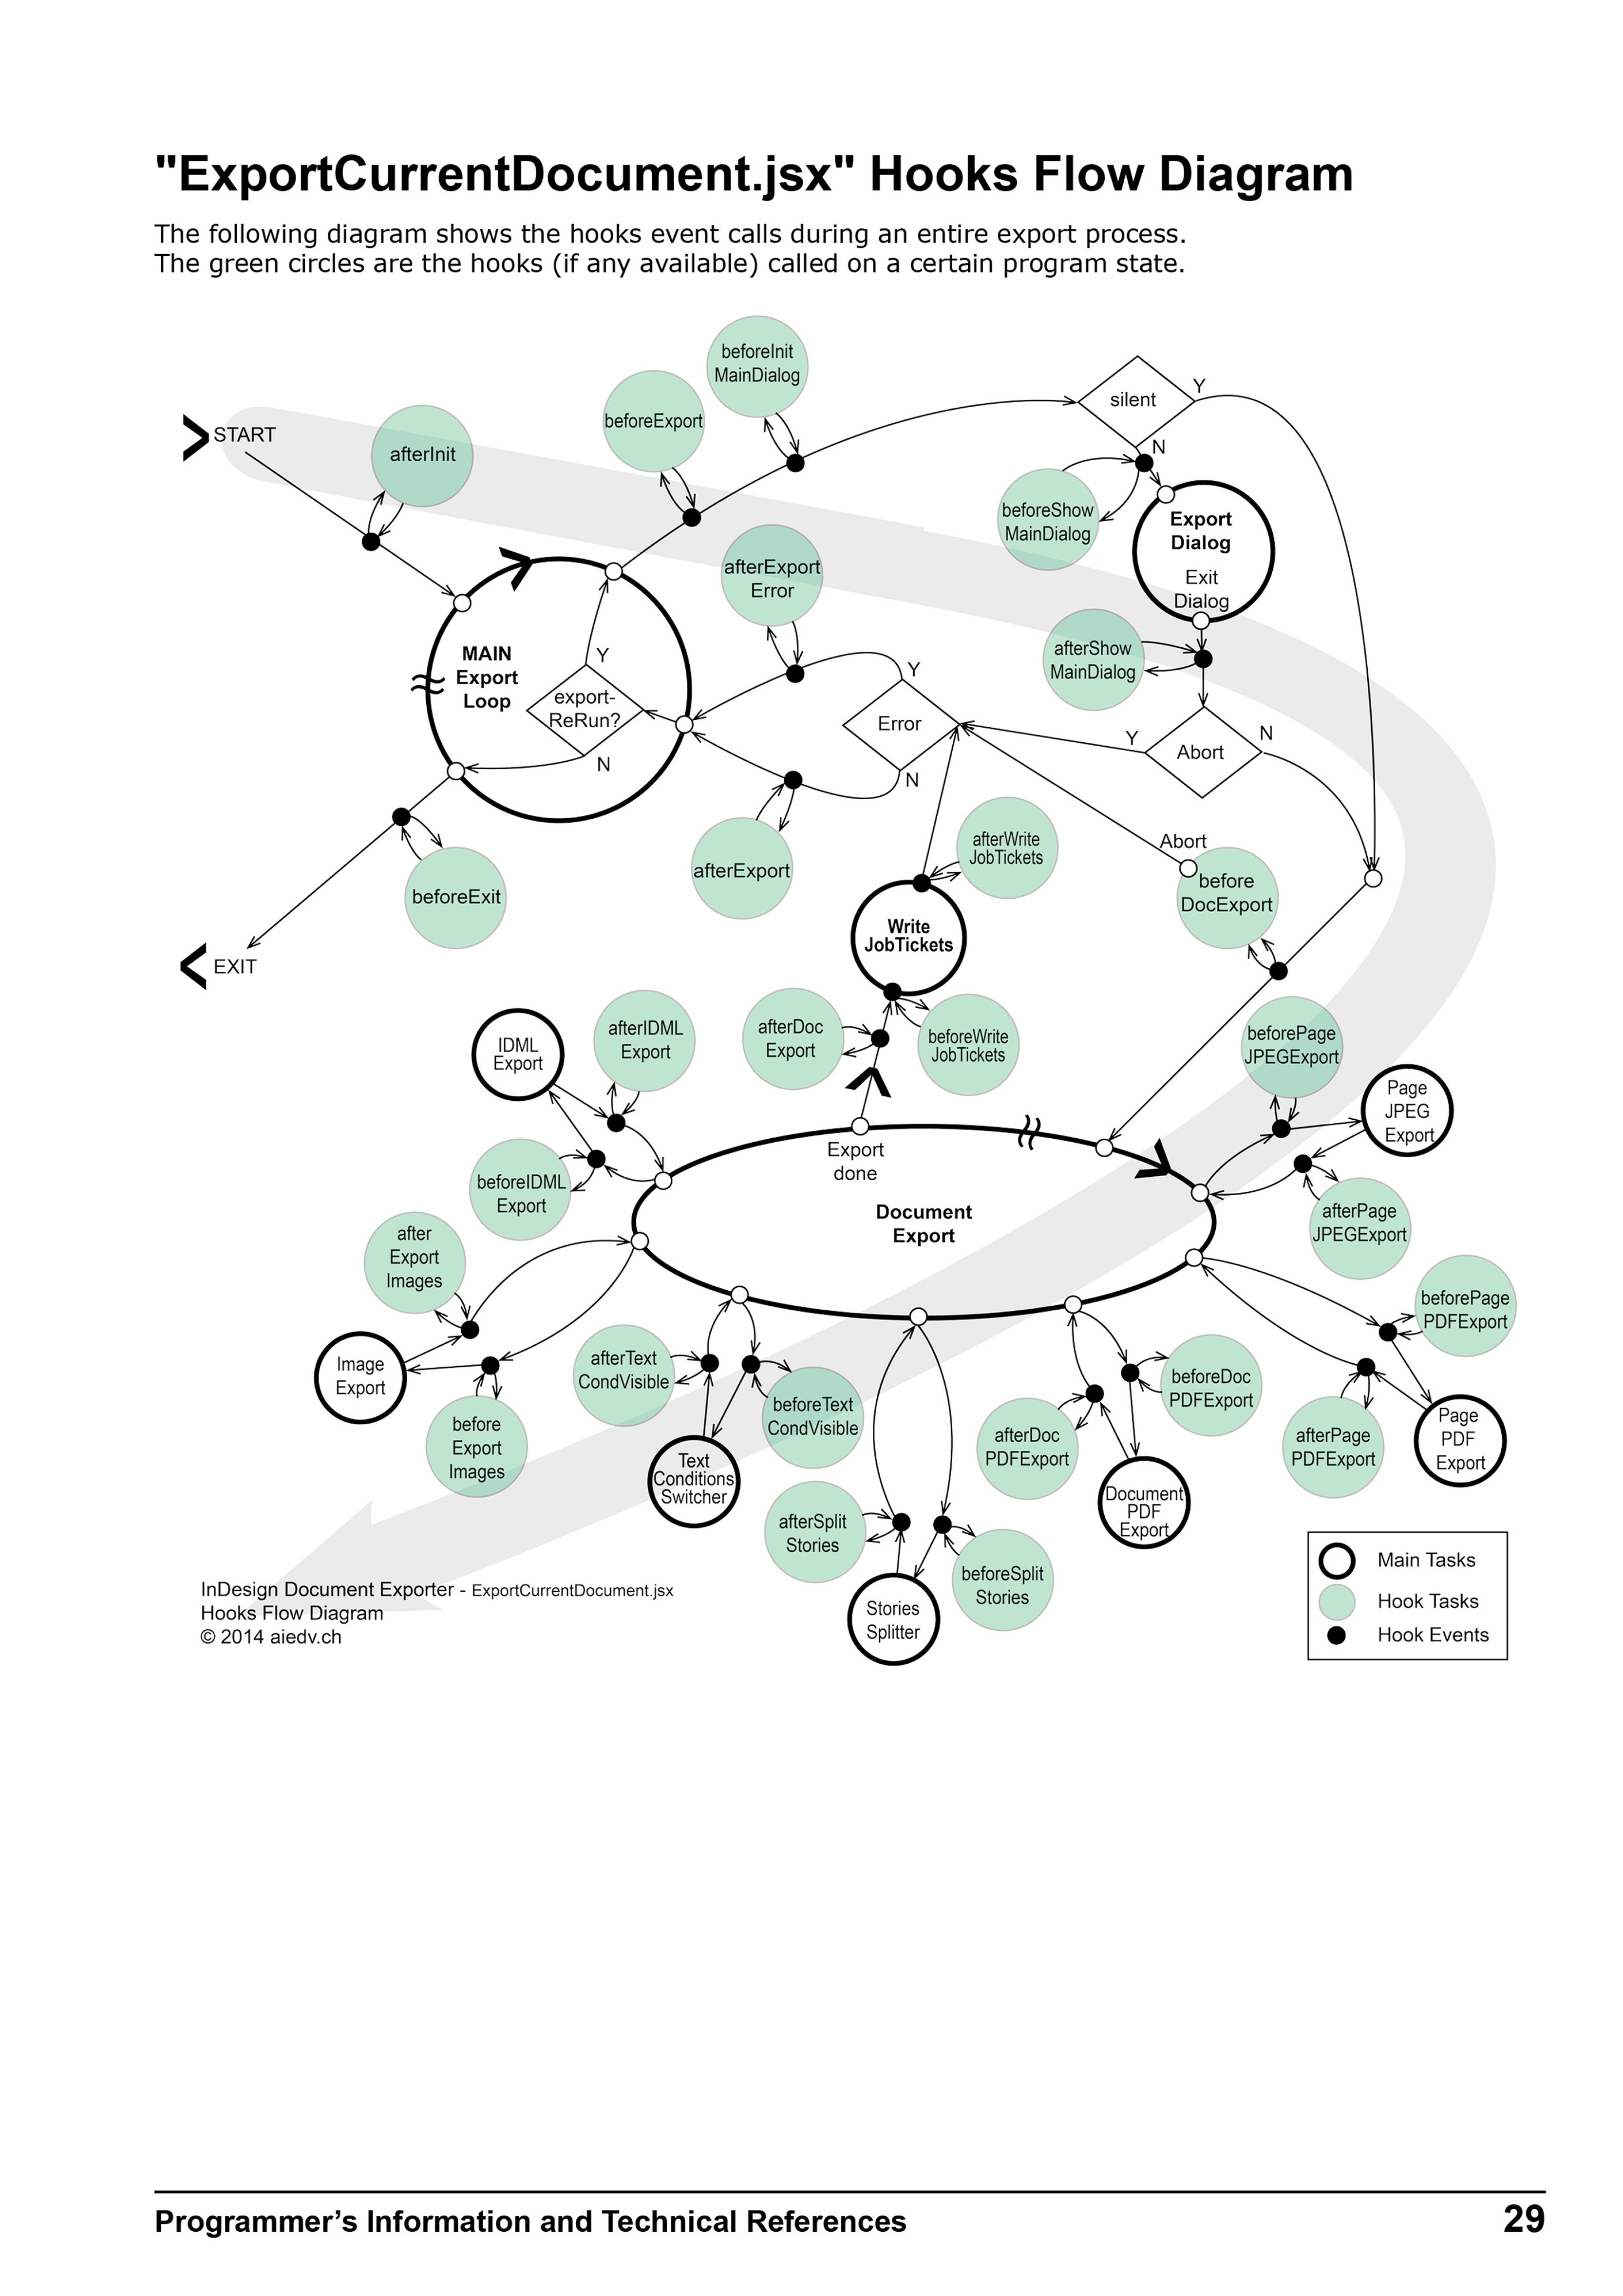 "ExportCurrentDocument.jsx" Hooks Flow Diagram
The following diagram shows the hooks event calls during an entire export process.
The green circles are the hooks (if any available) called on a certain program state.
beforeInit
MainDialog
beforeExport
silent
Y
N
START
afterInit
beforeShow
MainDialog
Export
Dialog
Exit
Dialog
afterExport
Error
afterShow
MainDialog
MAIN
Export
Loop
Y
export-
ReRun?
N
Y
Error
N
Y
Abort
N
afterExport
afterWrite
JobTickets
Abort
before
DocExport
beforeExit
Write
JobTickets
EXIT
IDML
Export
afterIDML
Export
afterDoc
Export
beforeWrite
JobTickets
beforePage
JPEGExport
Page
JPEG
Export
Export
done
beforeIDML
Export
Document
Export
afterPage
JPEGExport
after
Export
Images
beforePage
PDFExport
Image
Export
afterText
CondVisible
beforeText
CondVisible
beforeDoc
PDFExport
before
Export
Images
afterDoc
PDFExport
afterPage
PDFExport
Page
PDF
Export
Text
Conditions
Switcher
Document
PDF
Export
afterSplit
Stories
beforeSplit
Stories
Stories
Splitter
Main Tasks
Hook Tasks
Hook Events
InDesign Document Exporter - ExportCurrentDocument.jsx
Hooks Flow Diagram
© 2014 aiedv.ch
Programmer’s Information and Technical References 29